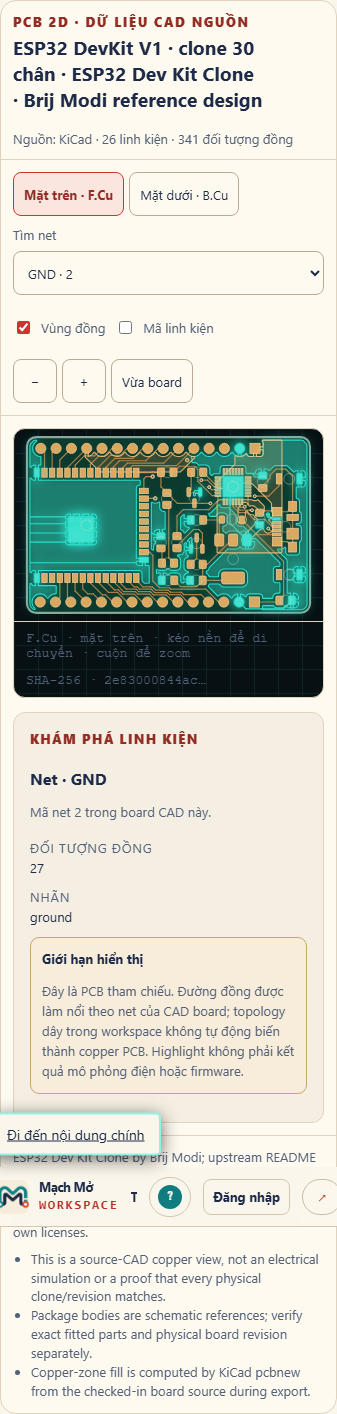 PCB 2D · DỮ LIỆU CAD NGUỒN
ESP32 DevKit V1 · clone 30
chân · ESP32 Dev Kit Clone
· Brij Modi reference design
Nguồn: KiCad · 26 linh kiện · 341 đối tượng đồng
Mặt trên · F.Cu
Mặt dưới · B.Cu
Tìm net
GND · 2
Vùng đồng
Mã linh kiện
−
+
Vừa board
F.Cu · mặt trên · kéo nền để di
chuyển · cuộn để zoom
SHA-256 · 2e83000844ac…
KHÁM PHÁ LINH KIỆN
Net · GND
Mã net 2 trong board CAD này.
ĐỐI TƯỢNG ĐỒNG
27
NHÃN
ground
Giới hạn hiển thị
Đây là PCB tham chiếu. Đường đồng được
làm nổi theo net của CAD board; topology
dây trong workspace không tự động biến
thành copper PCB. Highlight không phải kết
quả mô phỏng điện hoặc firmware.
Đi đến nội dung chính
ESP32 Dev Kit Clone by Brij Modi; upstream README
Mạch Mở
WORKSPACE
T
?
Đăng nhập
↗
own licenses.
• This is a source-CAD copper view, not an electrical
simulation or a proof that every physical
clone/revision matches.
• Package bodies are schematic references; verify
exact fitted parts and physical board revision
separately.
• Copper-zone fill is computed by KiCad pcbnew
from the checked-in board source during export.